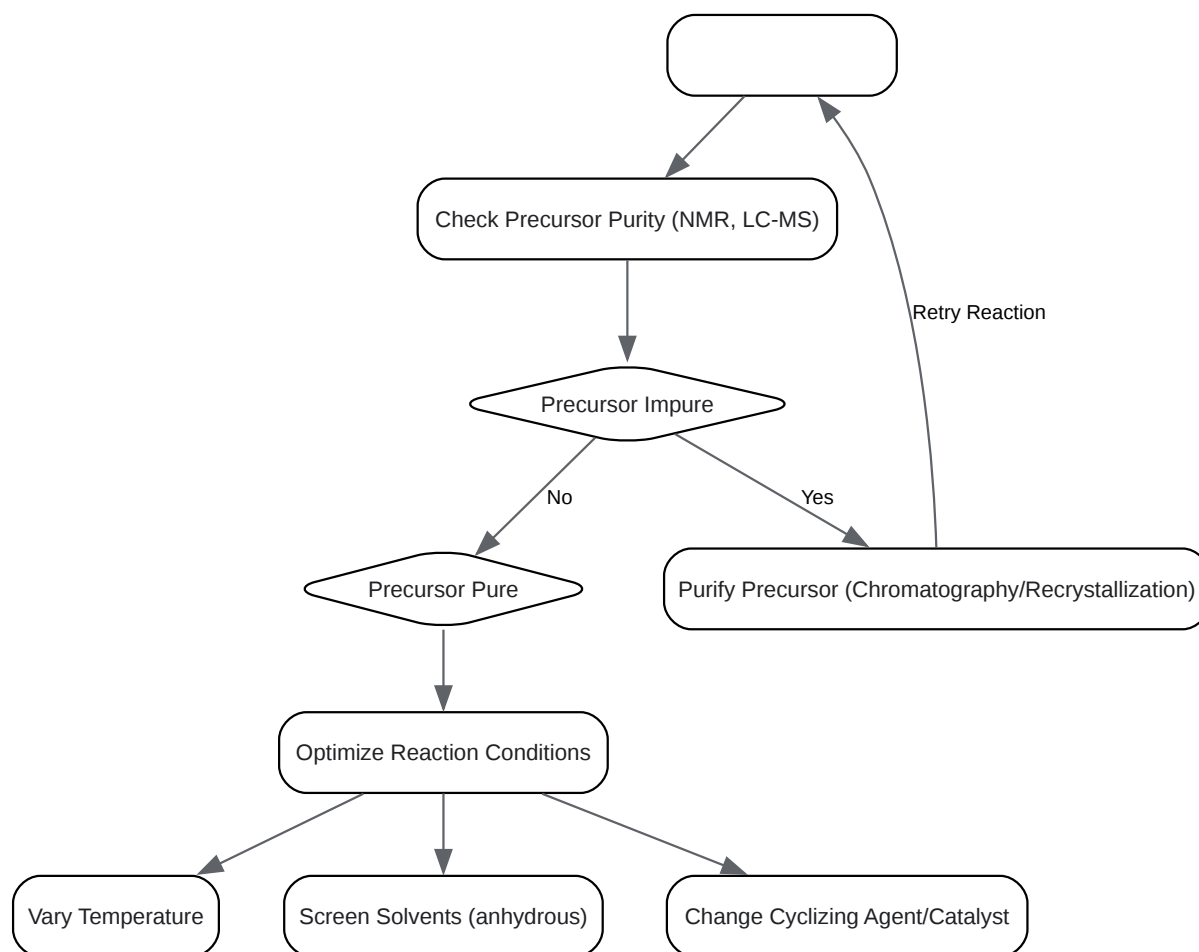 Check Precursor Purity (NMR, LC-MS)
Retry Reaction
Precursor Impure
No
Yes
Precursor Pure
Purify Precursor (Chromatography/Recrystallization)
Optimize Reaction Conditions
Vary Temperature
Screen Solvents (anhydrous)
Change Cyclizing Agent/Catalyst